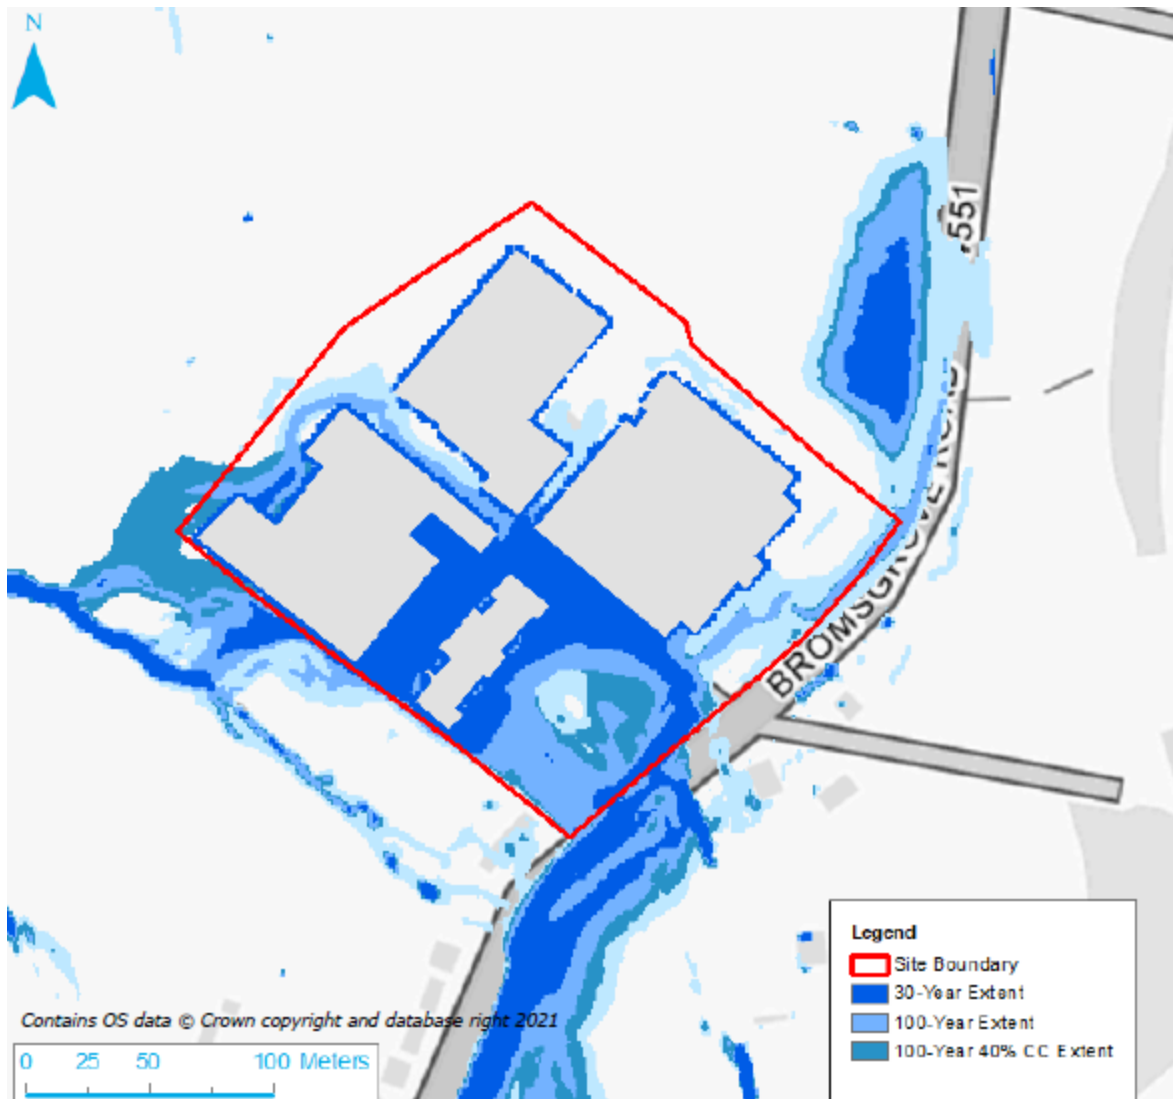 N
551
BROMSGROVE ROAD
Legend
Site Boundary
30-Year Extent
100-Year Extent
100-Year 40% CC Extent
Contains OS data © Crown copyright and database right 2021
0 25 50 100 Meters